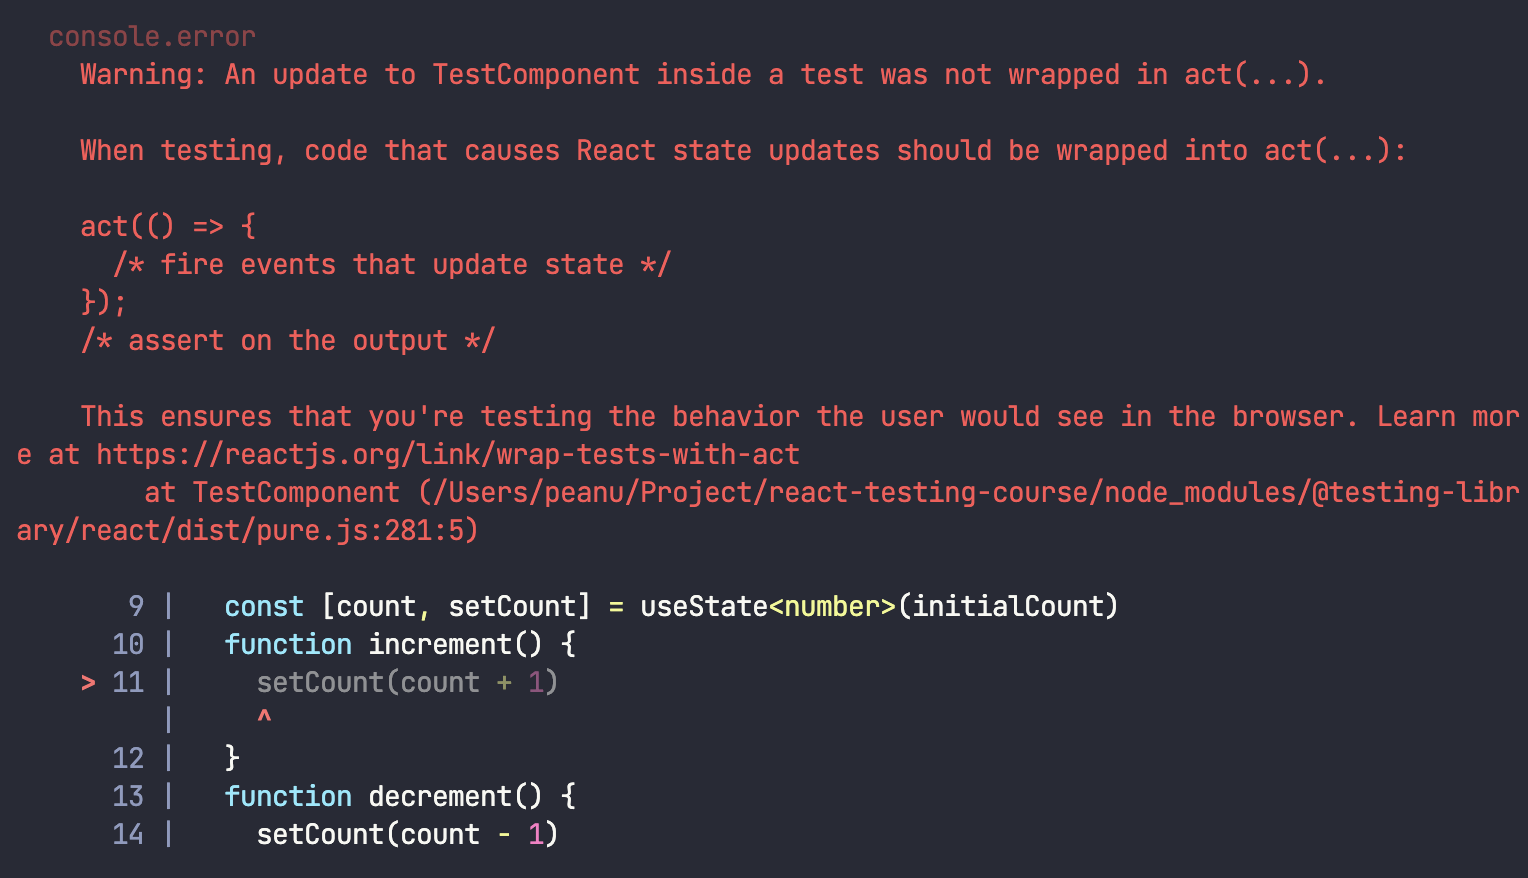 console.error
Warning: An update to TestComponent inside a test was not wrapped in act(...).
When testing, code that causes React state updates should be wrapped into act(...):
act(() => {
/* fire events that update state */
});
/* assert on the output */
This ensures that you're testing the behavior the user would see in the browser. Learn mor
e at https://reactjs.org/link/wrap-tests-with-act
at TestComponent (/Users/peanu/Project/react-testing-course/node_modules/@testing-libr
ary/react/dist/pure.js:281:5)
9 | const [count, setCount] = useState<number>(initialCount)
10 | function increment() {
> 11 | setCount(count + 1)
| ^
12 | }
13 | function decrement() {
14 | setCount(count - 1)